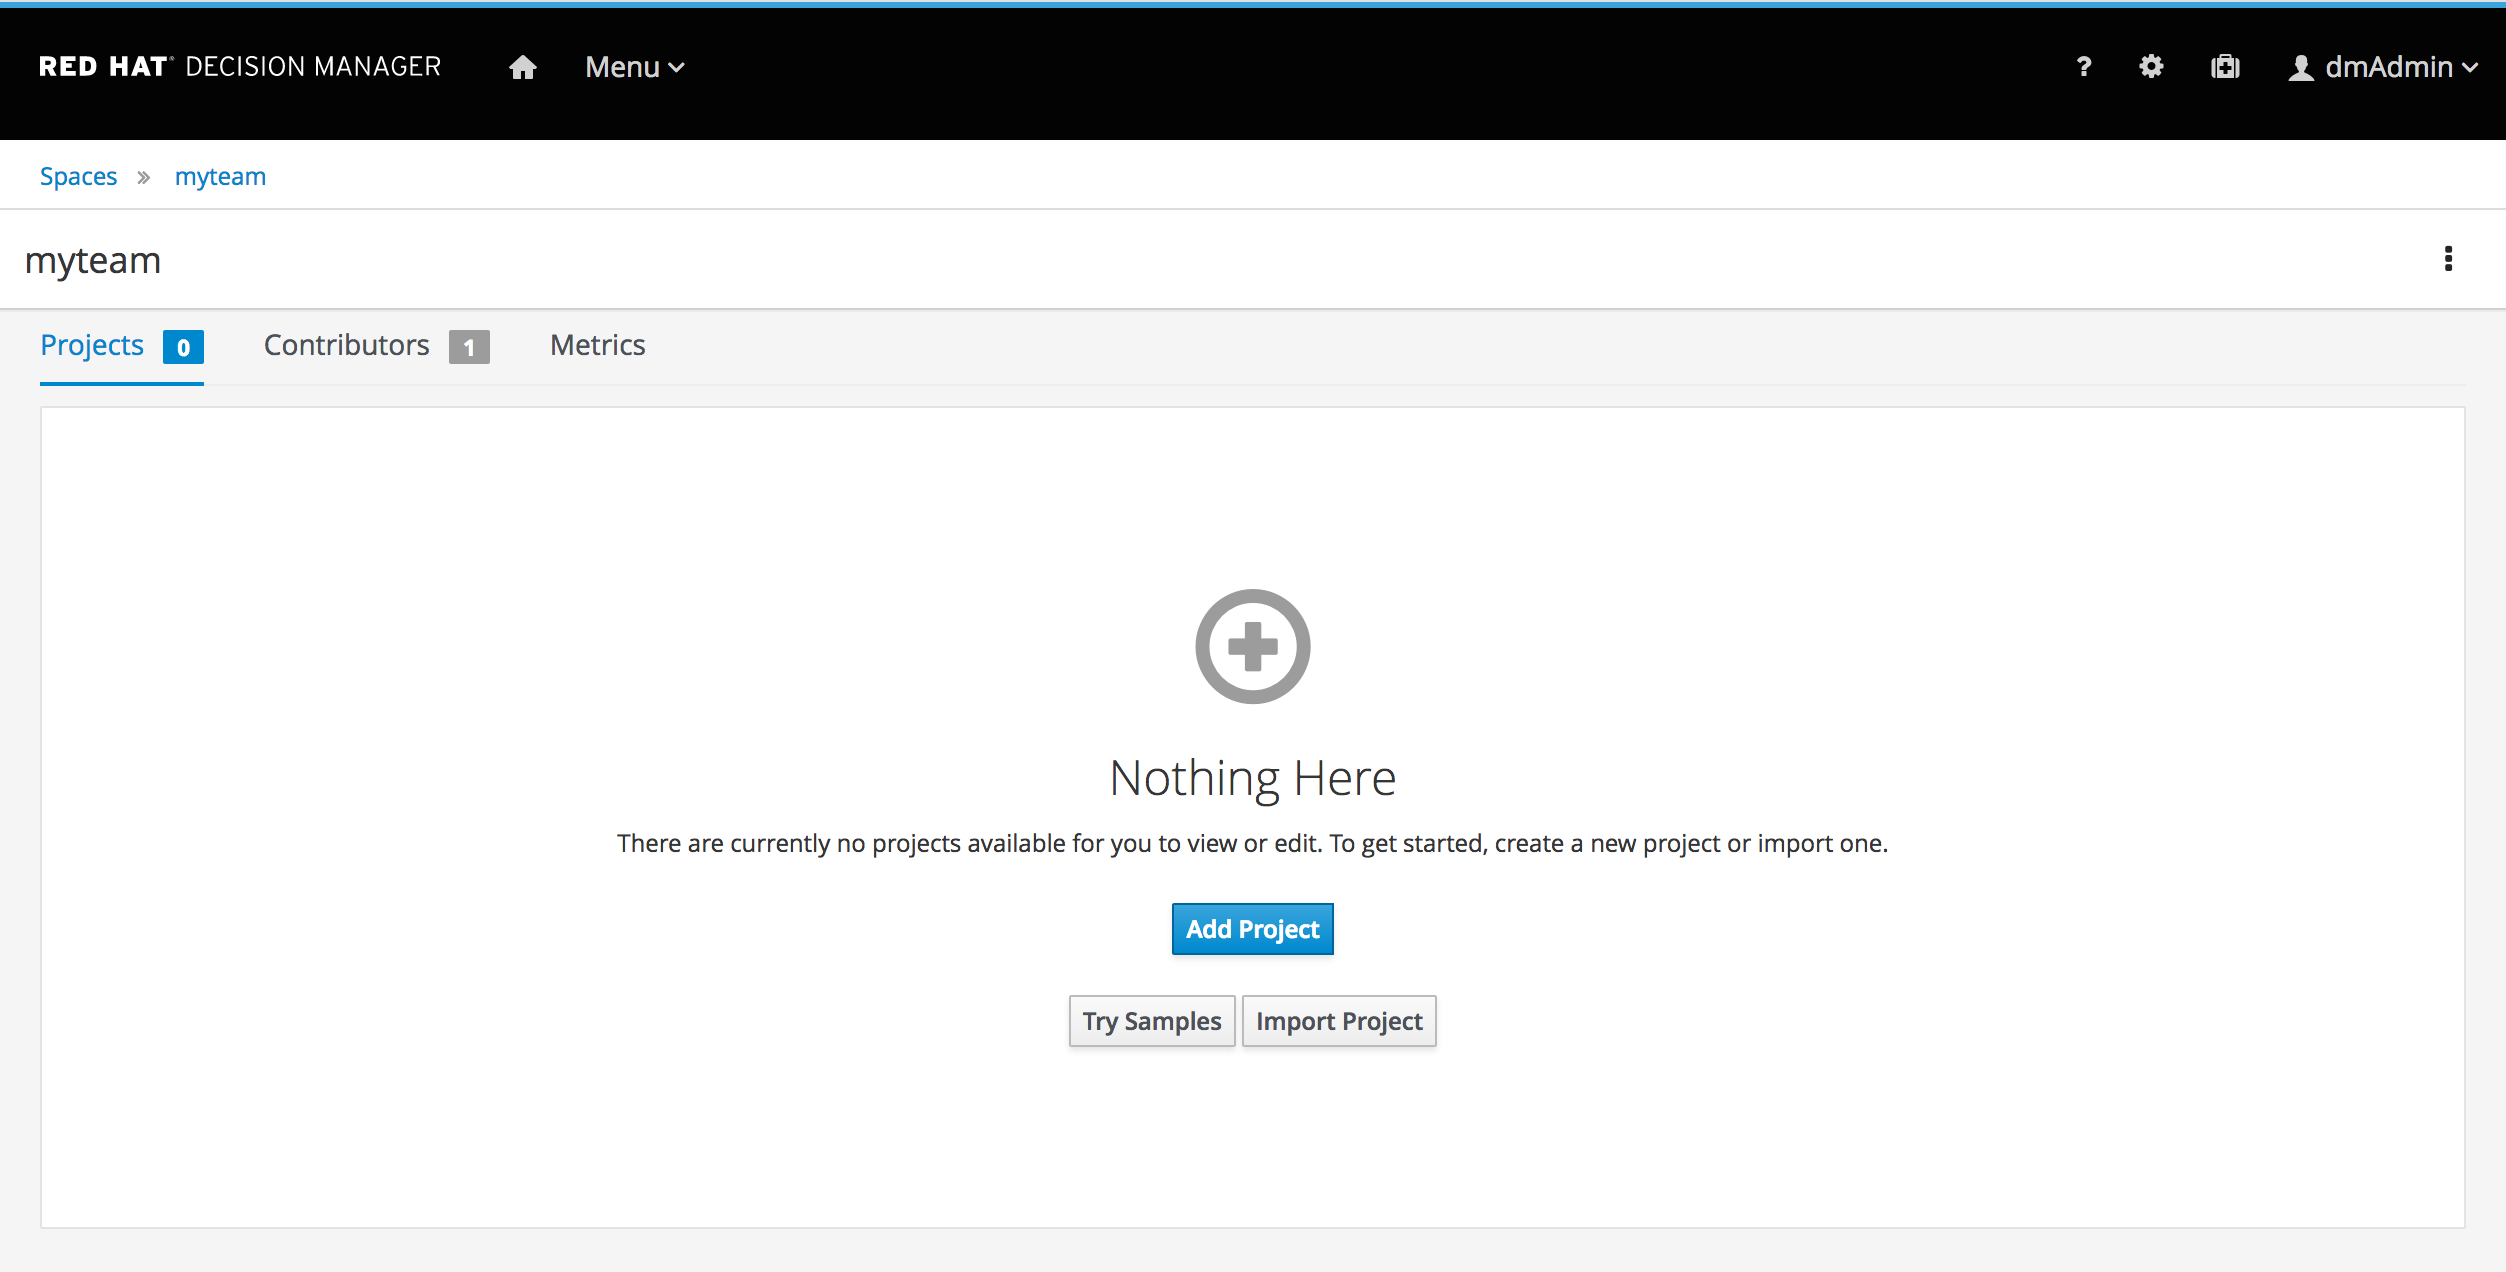 RED HAT® DECISION MANAGER Menu ? dmAdmin
Spaces » myteam
myteam
Projects 0 Contributors 1 Metrics
Nothing Here
There are currently no projects available for you to view or edit. To get started, create a new project or import one.
Add Project
Try Samples Import Project